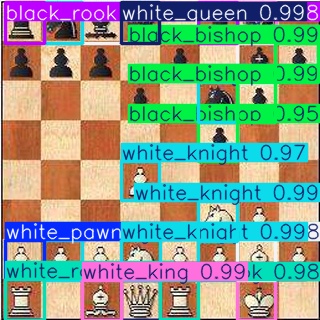 black_rook white_queen 0.998
black_bishop 0.99
black_bishop 0.99
black_bishop 0.95
white_knight 0.97
white_knight 0.99
white_pawn white_knight 0.998
white_king 0.99 0.98